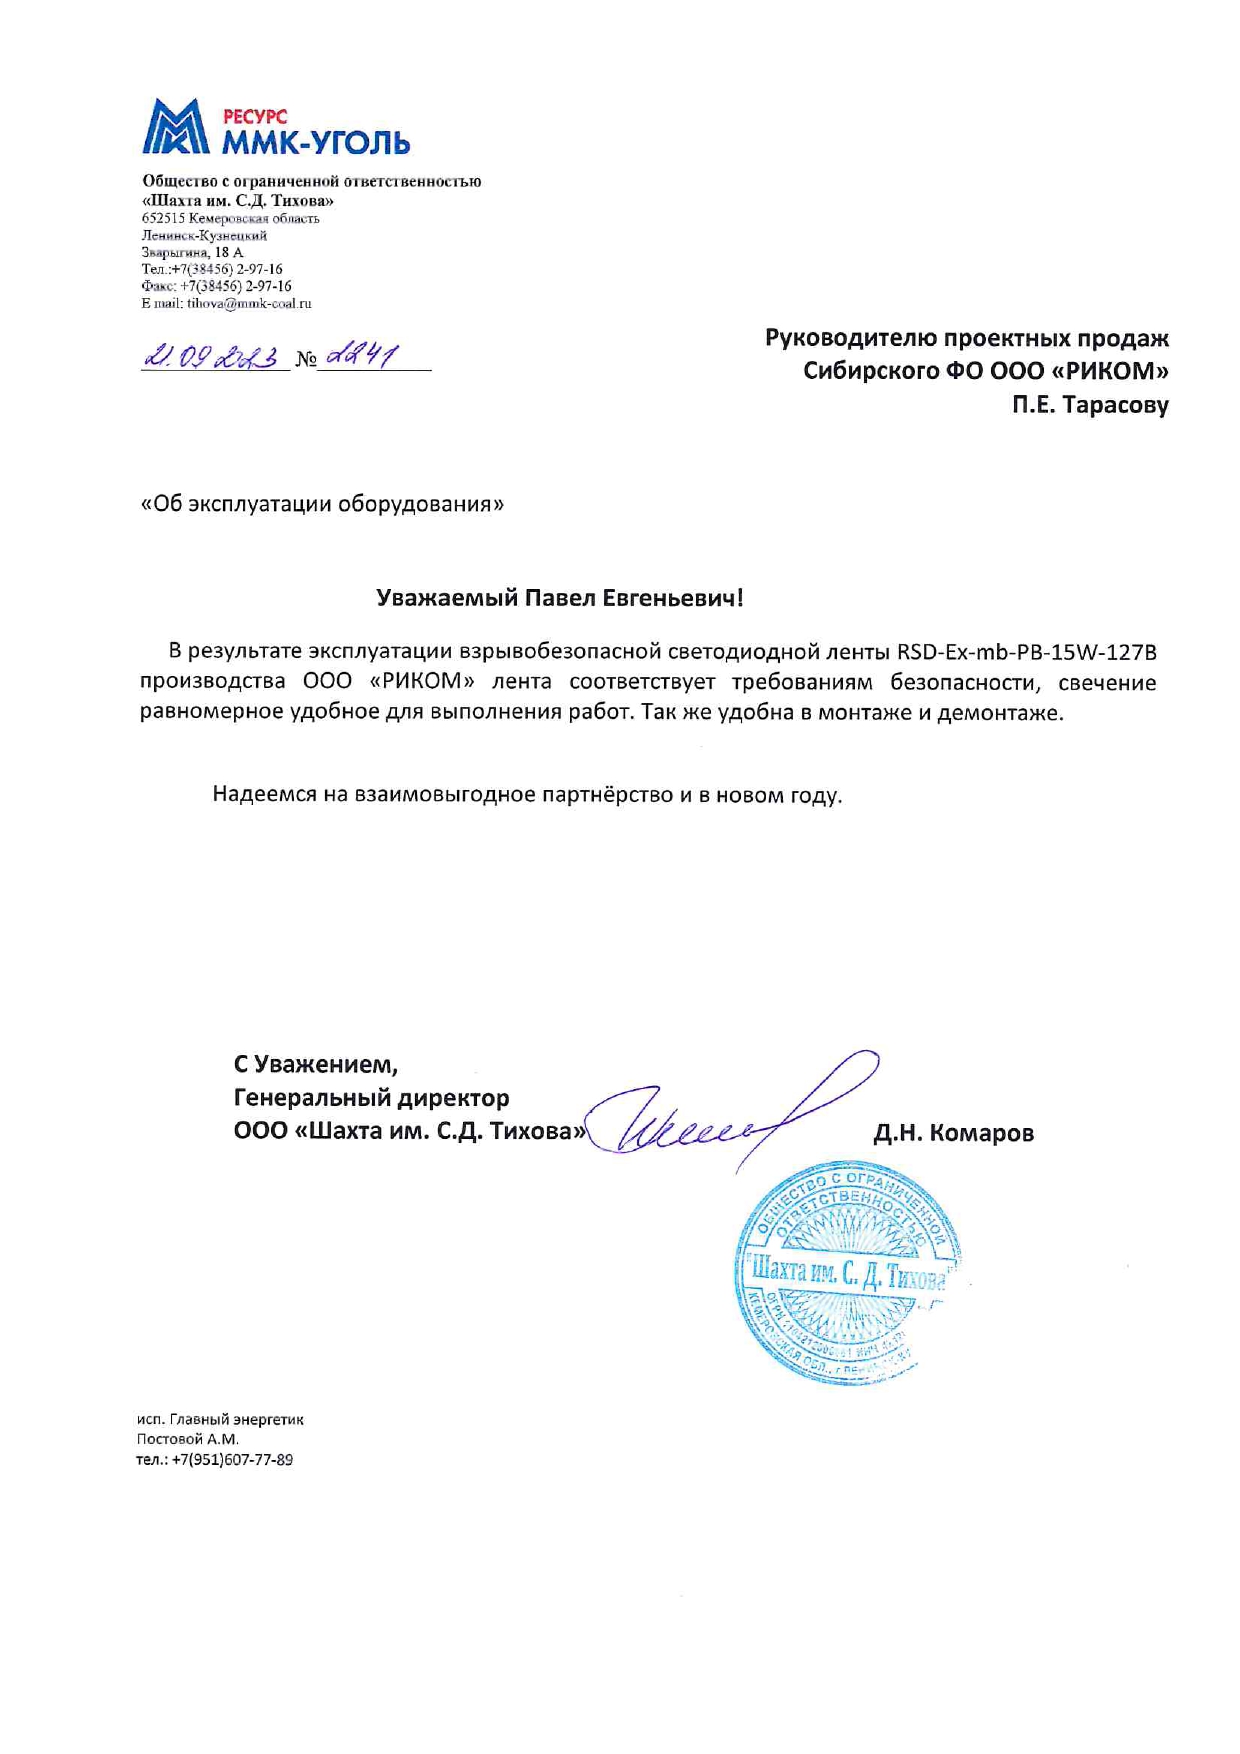 РЕСУРС
ММК-УГОЛЬ
Общество с ограниченной ответственностью
«Шахта им. С.Д. Тихова»
652515 Кемеровская область
Ленинск-Кузнецкий
Зварыгина, 18 А
Тел.:+7(38456) 2-97-16
Факс: +7(38456) 2-97-16
E mail: tihova@mmk-coal.ru
21.09.2023 № 2241
Руководителю проектных продаж
Сибирского ФО ООО «РИКОМ»
П.Е. Тарасову
«Об эксплуатации оборудования»
Уважаемый Павел Евгеньевич!
В результате эксплуатации взрывобезопасной светодиодной ленты RSD-Ex-mb-РВ-15W-127В
производства ООО «РИКОМ» лента соответствует требованиям безопасности, свечение
равномерное удобное для выполнения работ. Так же удобна в монтаже и демонтаже.
Надеемся на взаимовыгодное партнёрство и в новом году.
С Уважением,
Генеральный директор
ООО «Шахта им. С.Д. Тихова»
Д.Н. Комаров
ОБЩЕСТВО С ОГРАНИЧЕННОЙ
ОТВЕТСТВЕННОСТЬЮ
"Шахта им. С. Д. Тихова"
ОГРН
КЕМЕРОВСКАЯ ОБЛ., г.
исп. Главный энергетик
Постовой А.М.
тел.: +7(951)607-77-89